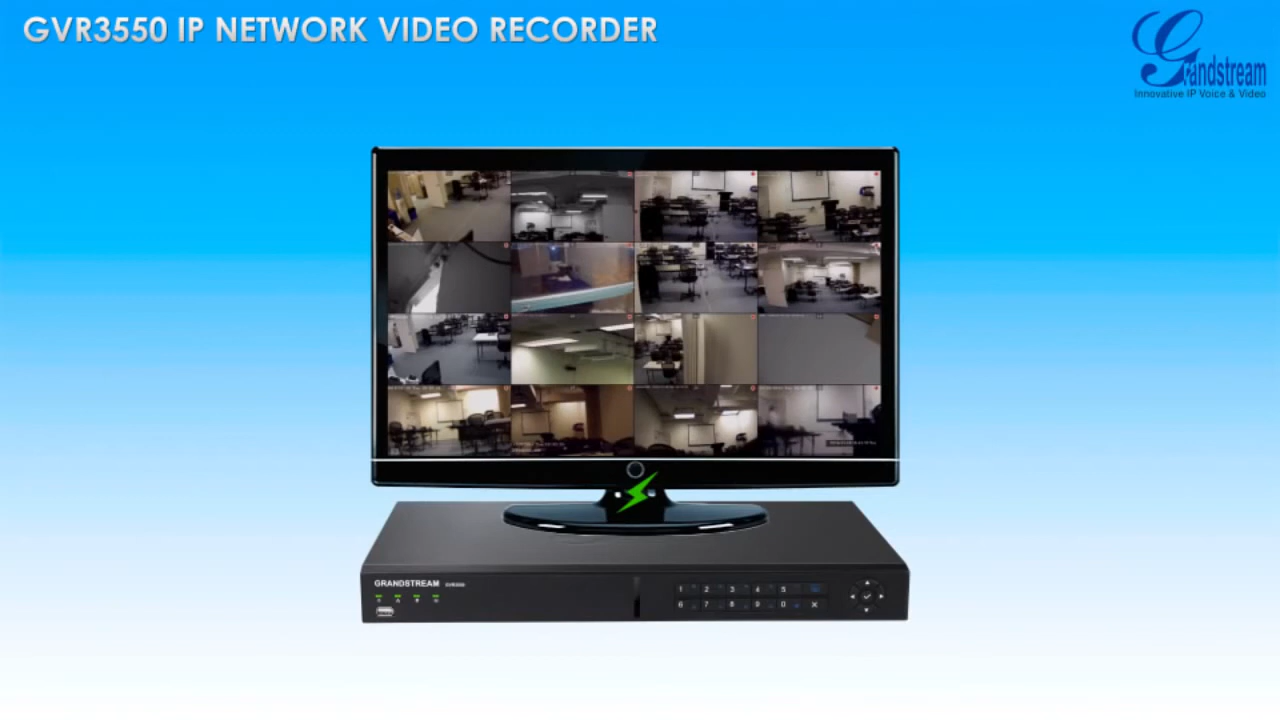 GVR3550 IP NETWORK VIDEO RECORDER
Grandstream
Innovative IP Voice & Video
GRANDSTREAM GVR3550
1 2 3 4 5
6 7 8 9 0 X